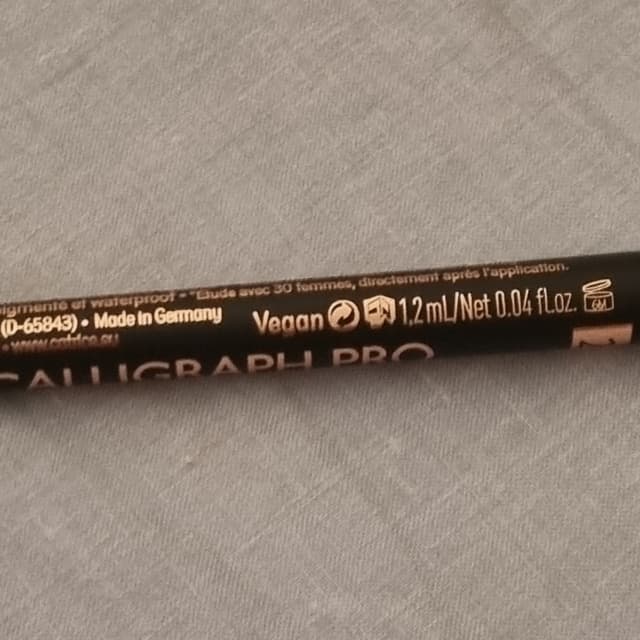 pigmenté et waterproof - *Étude avec 30 femmes, directement après l'application.
(D-65843) • Made in Germany
Vegan 1.2 mL/Net 0.04 fl.oz. 6M
• www.catrice.eu
CALLIGRAPH PRO